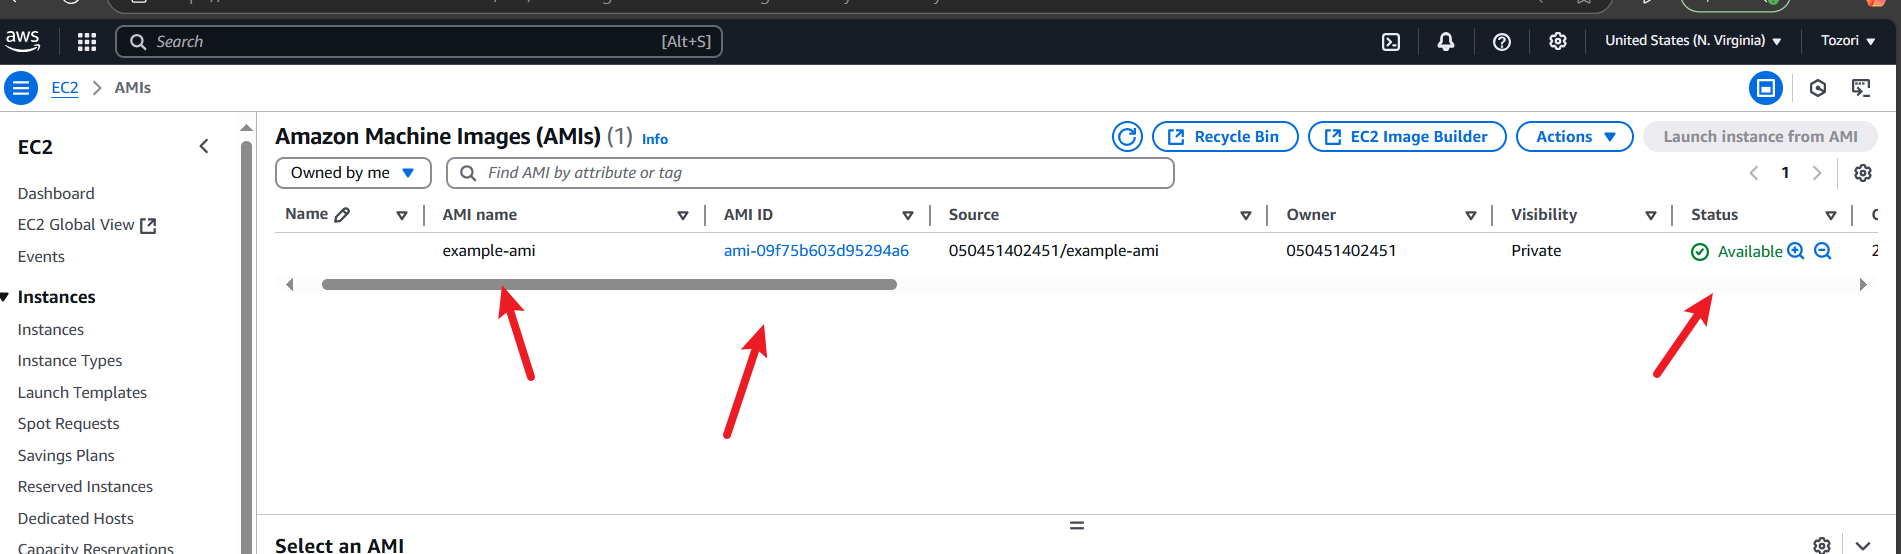 aws
Search
[Alt+S]
United States (N. Virginia)
Tozori
EC2
AMIs
EC2
Dashboard
EC2 Global View
Events
Instances
Instances
Instance Types
Launch Templates
Spot Requests
Savings Plans
Reserved Instances
Dedicated Hosts
Capacity Reservations
Amazon Machine Images (AMIs) (1) Info
Recycle Bin
EC2 Image Builder
Actions
Launch instance from AMI
Owned by me
Find AMI by attribute or tag
1
Name
AMI name
AMI ID
Source
Owner
Visibility
Status
example-ami
ami-09f75b603d95294a6
050451402451/example-ami
050451402451
Private
Available
2
Select an AMI